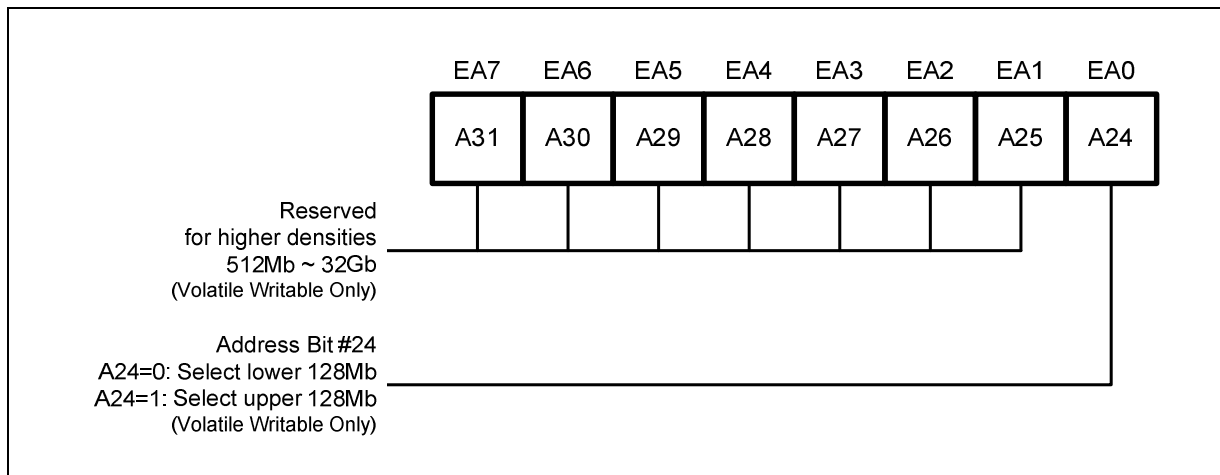 EA7 EA6 EA5 EA4 EA3 EA2 EA1 EA0
A31 A30 A29 A28 A27 A26 A25 A24
Reserved
for higher densities
512Mb ~ 32Gb
(Volatile Writable Only)
Address Bit #24
A24=0: Select lower 128Mb
A24=1: Select upper 128Mb
(Volatile Writable Only)